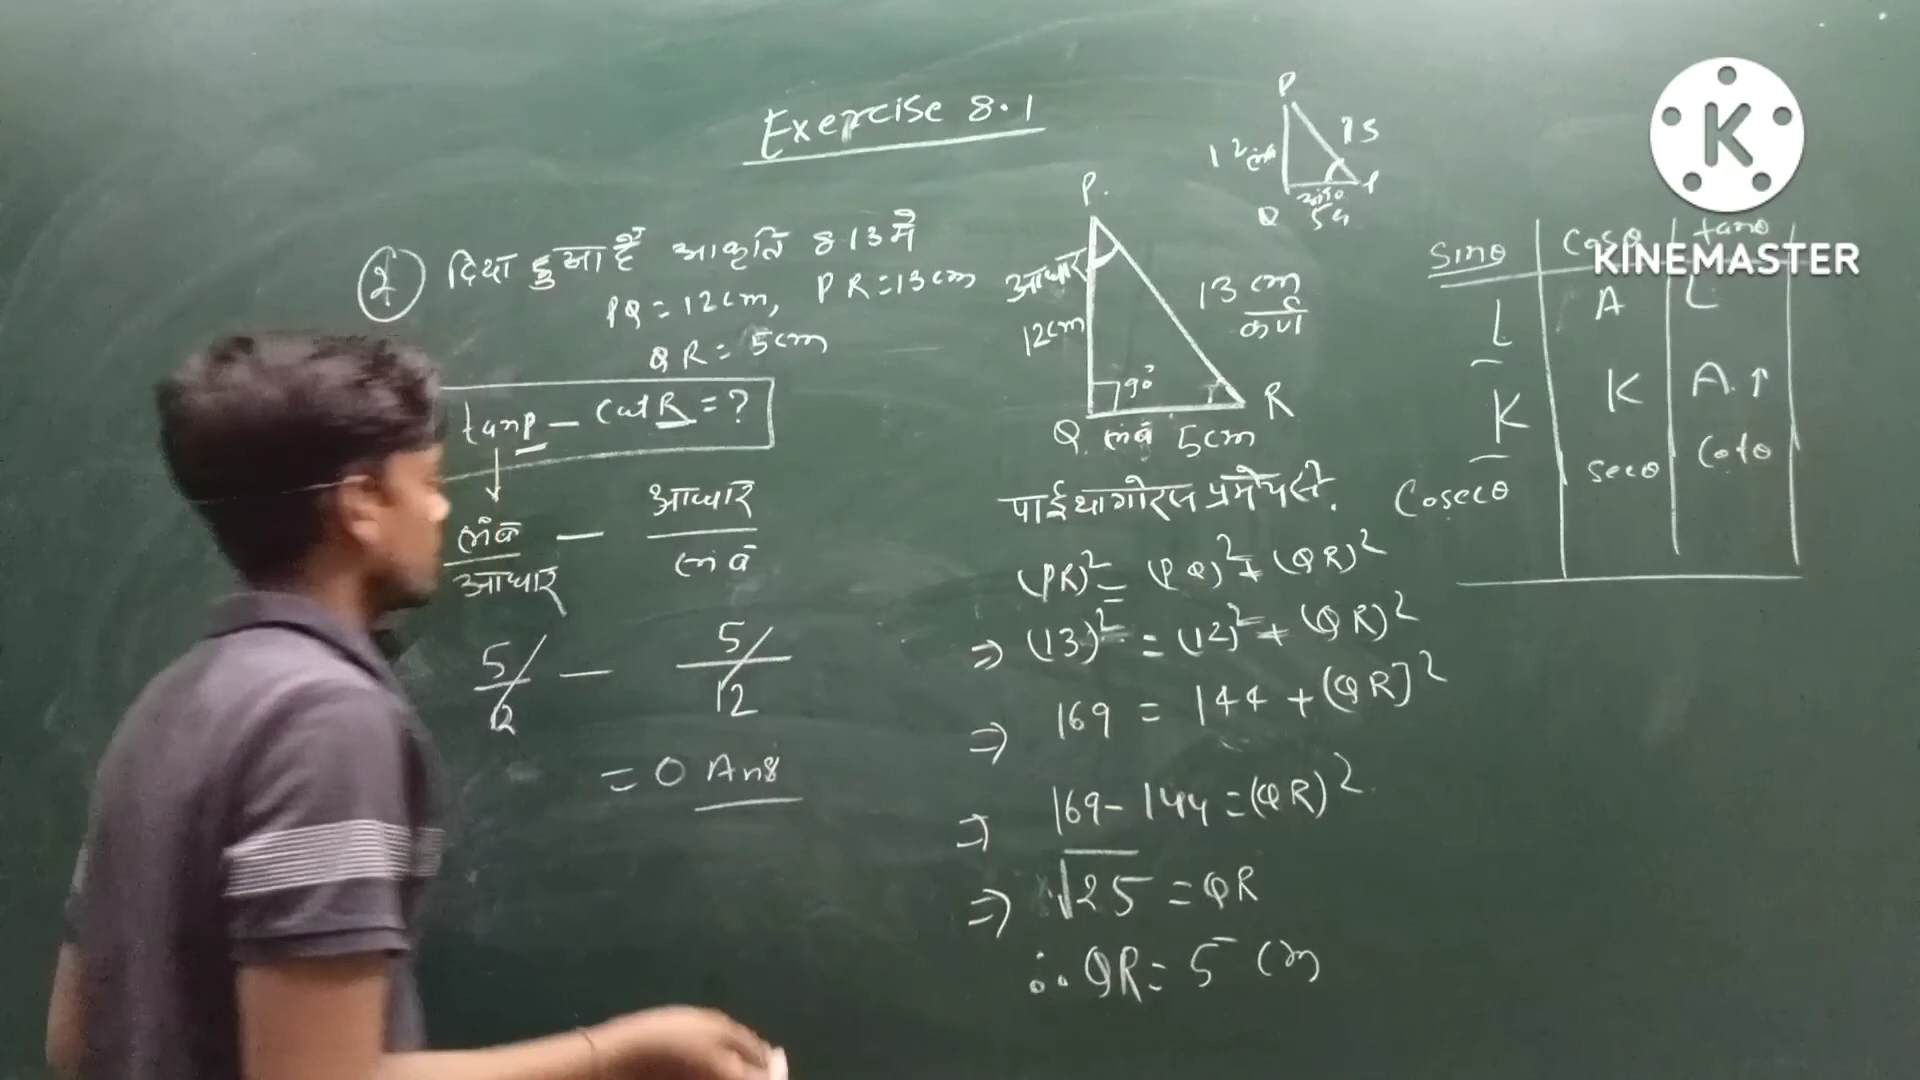 Exercise 8.1
② दिया हुआ है आकृति 8.13 में
PQ = 12cm, PR = 13cm
QR = 5cm
tanP — CotR = ?
लंब — आधार
आधार लंब
5/12 — 5/12
= 0 Ans
P
12
Q
P.
आधार
12cm
13 cm
कर्ण
90°
Q लंब 5cm
R
पाईथागोरस प्रमेय से.
(PR)² = (PQ)² + (QR)²
⇒ (13)² = (12)² + (QR)²
⇒ 169 = 144 + (QR)²
⇒ 169 - 144 = (QR)²
⇒ √25 = QR
∴ QR = 5 cm
Sinθ Cosθ tanθ
L A L
K K A ↑
Cosecθ secθ Cotθ
K
KINEMASTER